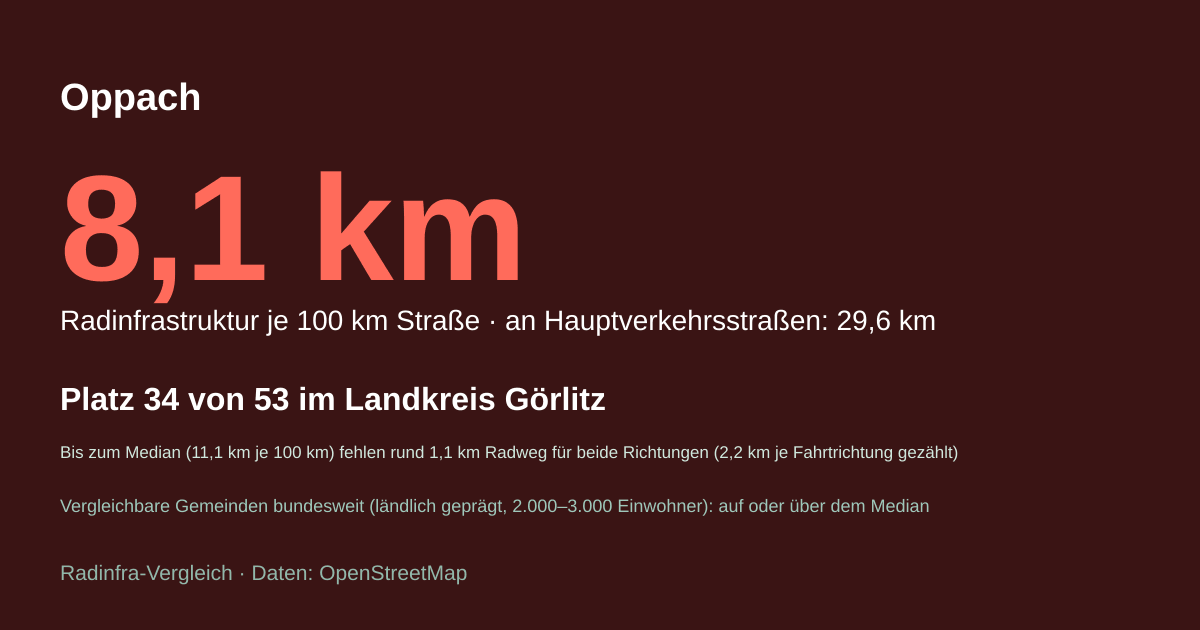 Oppach
8,1 km
Radinfrastruktur je 100 km Straße · an Hauptverkehrsstraßen: 29,6 km
Platz 34 von 53 im Landkreis Görlitz
Bis zum Median (11,1 km je 100 km) fehlen rund 1,1 km Radweg für beide Richtungen (2,2 km je Fahrtrichtung gezählt)
Vergleichbare Gemeinden bundesweit (ländlich geprägt, 2.000–3.000 Einwohner): auf oder über dem Median
Radinfra-Vergleich · Daten: OpenStreetMap